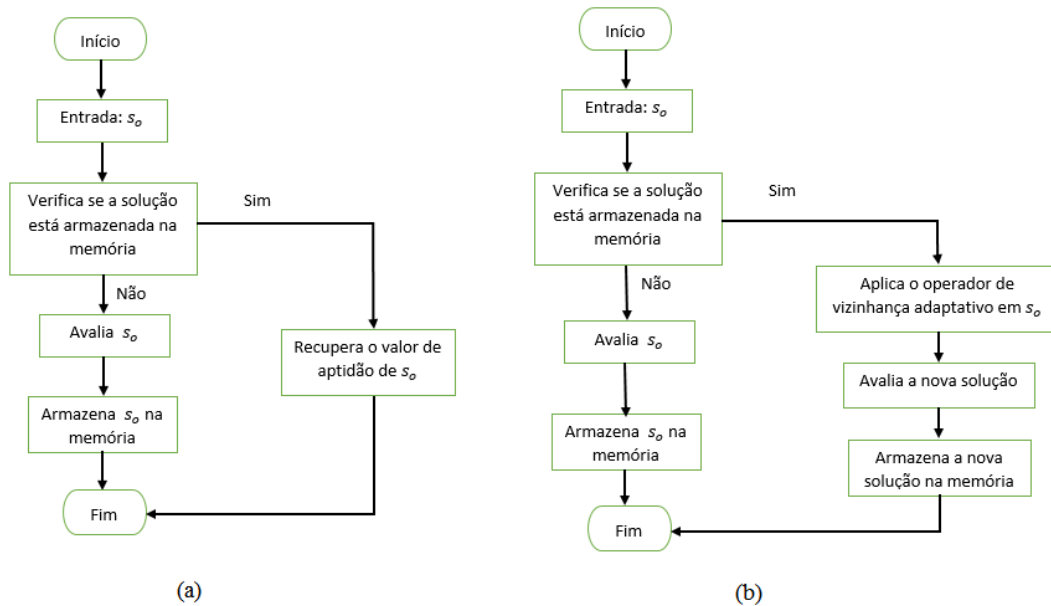 Início
Entrada: so
Verifica se a solução
está armazenada na
memória
Sim
Não
Avalia so
Recupera o valor de
aptidão de so
Armazena so na
memória
Fim
(a)
Início
Entrada: so
Verifica se a solução
está armazenada na
memória
Sim
Não
Aplica o operador de
vizinhança adaptativo em so
Avalia so
Avalia a nova solução
Armazena so na
memória
Armazena a nova
solução na memória
Fim
(b)